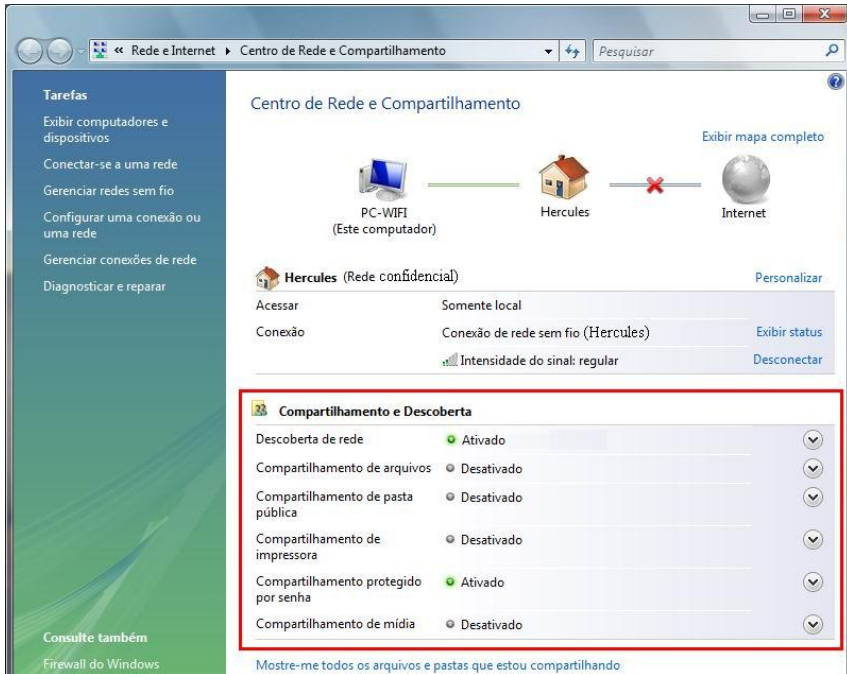 « Rede e Internet ▸ Centro de Rede e Compartilhamento
Pesquisar
Tarefas
Exibir computadores e
dispositivos
Conectar-se a uma rede
Gerenciar redes sem fio
Configurar uma conexão ou
uma rede
Gerenciar conexões de rede
Diagnosticar e reparar
Consulte também
Firewall do Windows
Centro de Rede e Compartilhamento
Exibir mapa completo
PC-WIFI
(Este computador)
Hercules
Internet
Hercules (Rede confidencial)
Personalizar
Acessar Somente local
Conexão Conexão de rede sem fio (Hercules) Exibir status
Intensidade do sinal: regular Desconectar
Compartilhamento e Descoberta
Descoberta de rede Ativado
Compartilhamento de arquivos Desativado
Compartilhamento de pasta
pública
Desativado
Compartilhamento de
impressora
Desativado
Compartilhamento protegido
por senha
Ativado
Compartilhamento de mídia Desativado
Mostre-me todos os arquivos e pastas que estou compartilhando